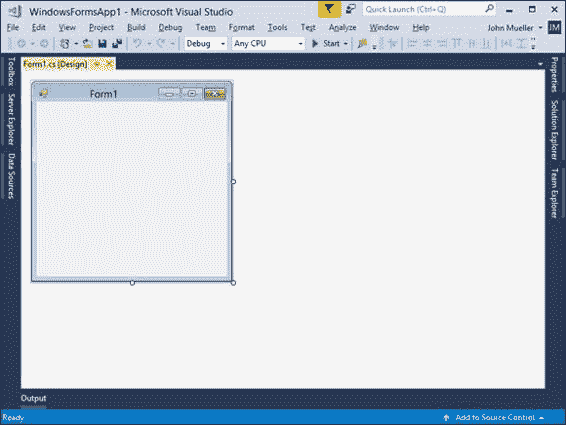 WindowsFormsApp1 - Microsoft Visual Studio
Quick Launch (Ctrl+Q)
File Edit View Project Build Debug Team Format Tools Test Analyze Window Help John Mueller JM
Debug Any CPU Start
Form1.cs [Design]
Toolbox
Server Explorer
Data Sources
Form1
Properties
Solution Explorer
Team Explorer
Output
Ready
Add to Source Control